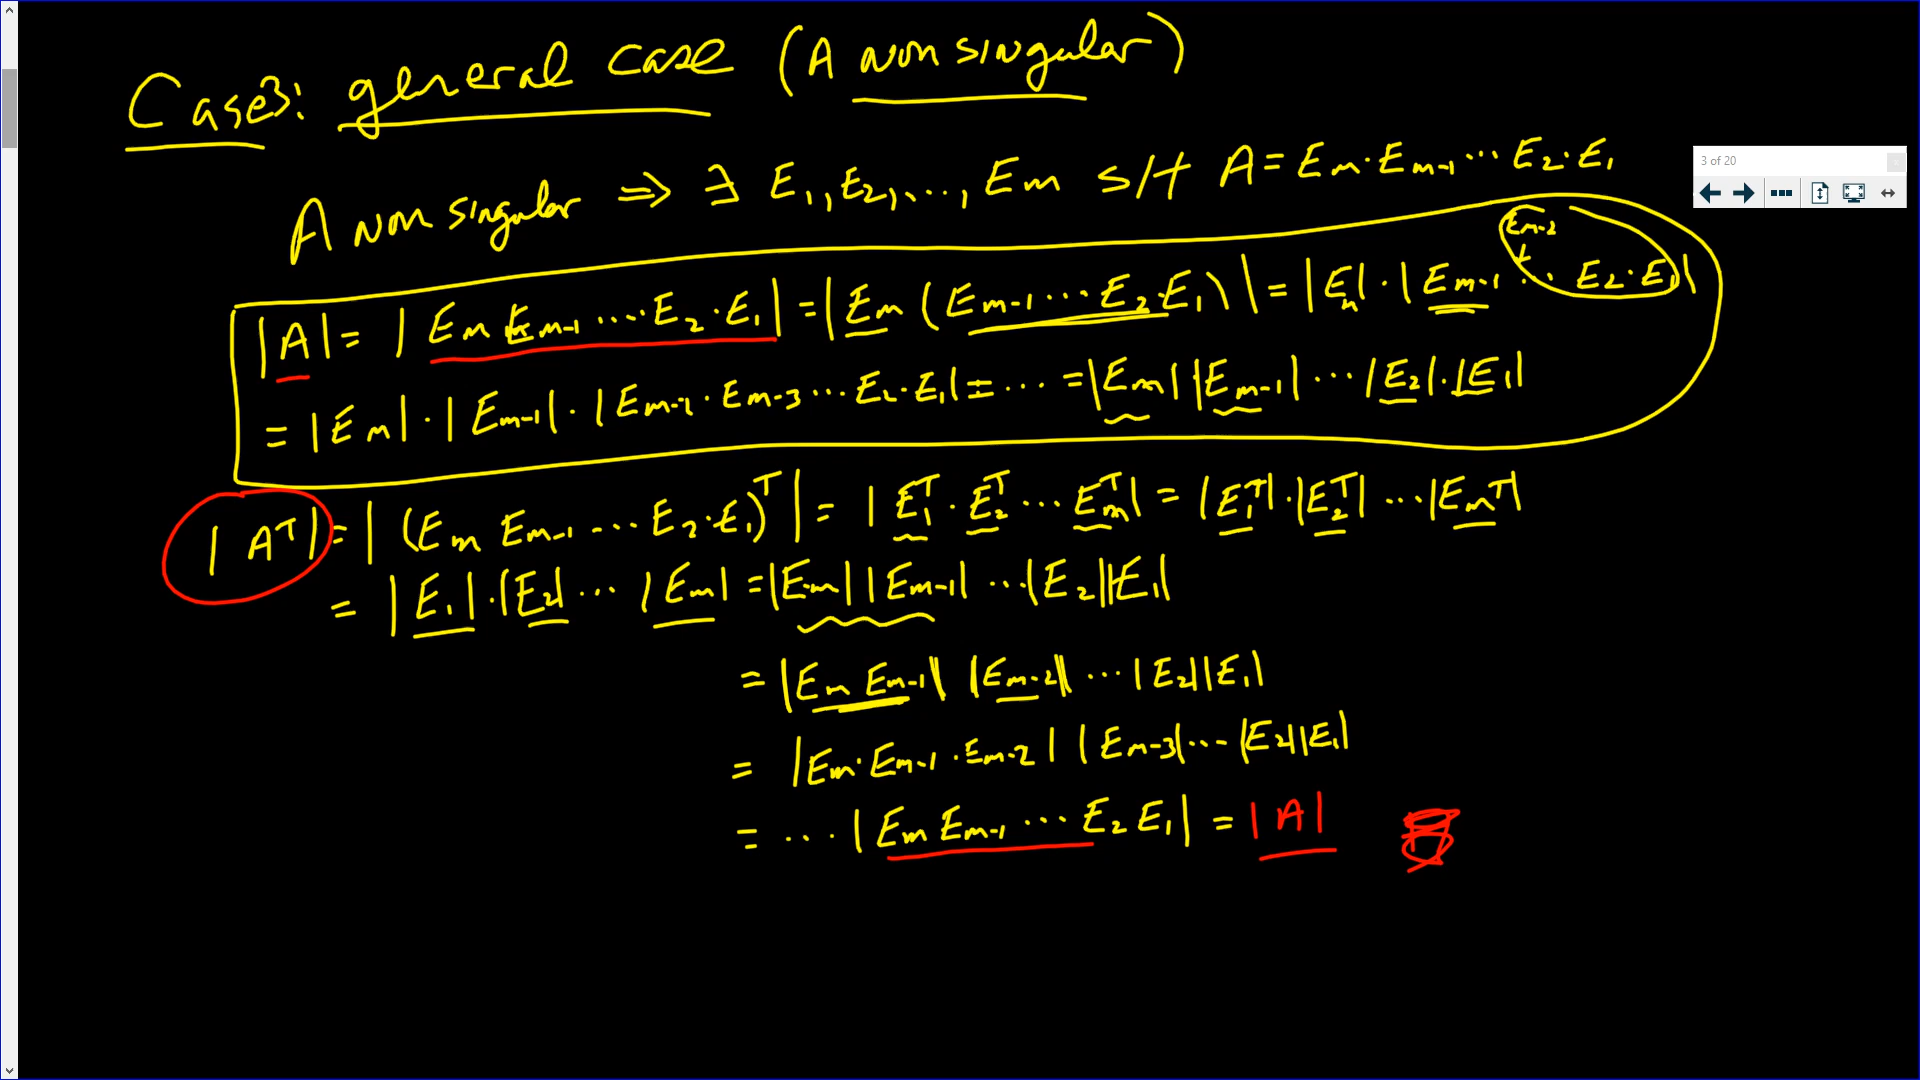 Case3: general case (A non singular)
3 of 20
A non singular ⇒ ∃ E₁, E₂, ..., Em s/t A = Em · Em-1 ... E₂ · E₁
Em-2
|A| = | Em Em-1 .... E₂ · E₁ | = | Em ( Em-1 ... E₂ · E₁ ) | = | Em | · | Em-1 · . E₂ · E₁ |
= | Em | · | Em-1 | · | Em-2 · Em-3 ... E₂ · E₁ | = ... = | Em | | Em-1 | ... | E₂ | · | E₁ |
| Aᵀ | = | ( Em Em-1 ... E₂ · E₁ )ᵀ | = | E₁ᵀ · E₂ᵀ ... Emᵀ | = | E₁ᵀ | · | E₂ᵀ | ... | Emᵀ |
= | E₁ | · | E₂ | ... | Em | = | Em | | Em-1 | ... | E₂ | | E₁ |
= | Em Em-1 | | Em-2 | ... | E₂ | | E₁ |
= | Em · Em-1 · Em-2 | | Em-3 | ... | E₂ | | E₁ |
= ... | Em Em-1 ... E₂ E₁ | = | A |